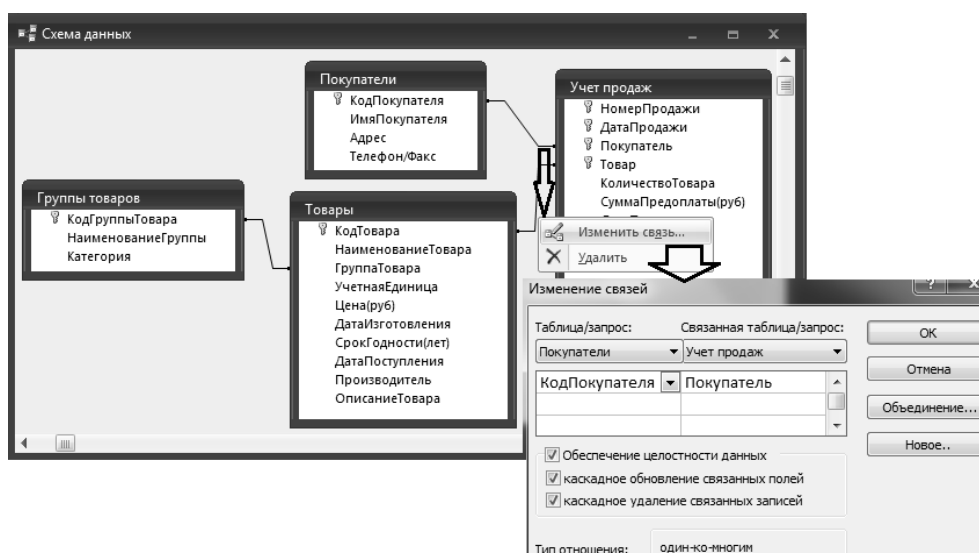 Схема данных
Покупатели
КодПокупателя
ИмяПокупателя
Адрес
Телефон/Факс
Учет продаж
НомерПродажи
ДатаПродажи
Покупатель
Товар
КоличествоТовара
СуммаПредоплаты(руб)
Группы товаров
КодГруппыТовара
НаименованиеГруппы
Категория
Товары
КодТовара
НаименованиеТовара
ГруппаТовара
УчетнаяЕдиница
Цена(руб)
ДатаИзготовления
СрокГодности(лет)
ДатаПоступления
Производитель
ОписаниеТовара
Изменить связь...
Удалить
Изменение связей
Таблица/запрос: Связанная таблица/запрос:
Покупатели Учет продаж
КодПокупателя Покупатель
Обеспечение целостности данных
каскадное обновление связанных полей
каскадное удаление связанных записей
Тип отношения: один-ко-многим
ОК
Отмена
Объединение...
Новое..